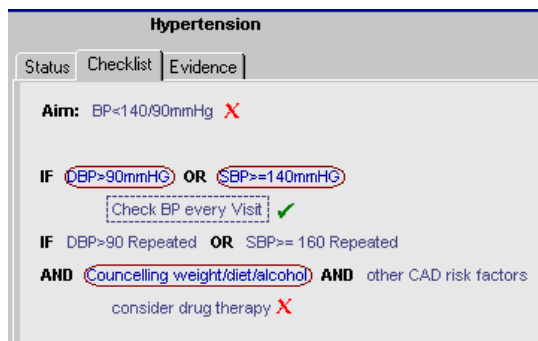 Hypertension
Status Checklist Evidence
Aim: BP<140/90mmHg X
IF DBP>90mmHG OR SBP>=140mmHG
Check BP every Visit ✓
IF DBP>90 Repeated OR SBP>= 160 Repeated
AND Councelling weight/diet/alcohol AND other CAD risk factors
consider drug therapy X